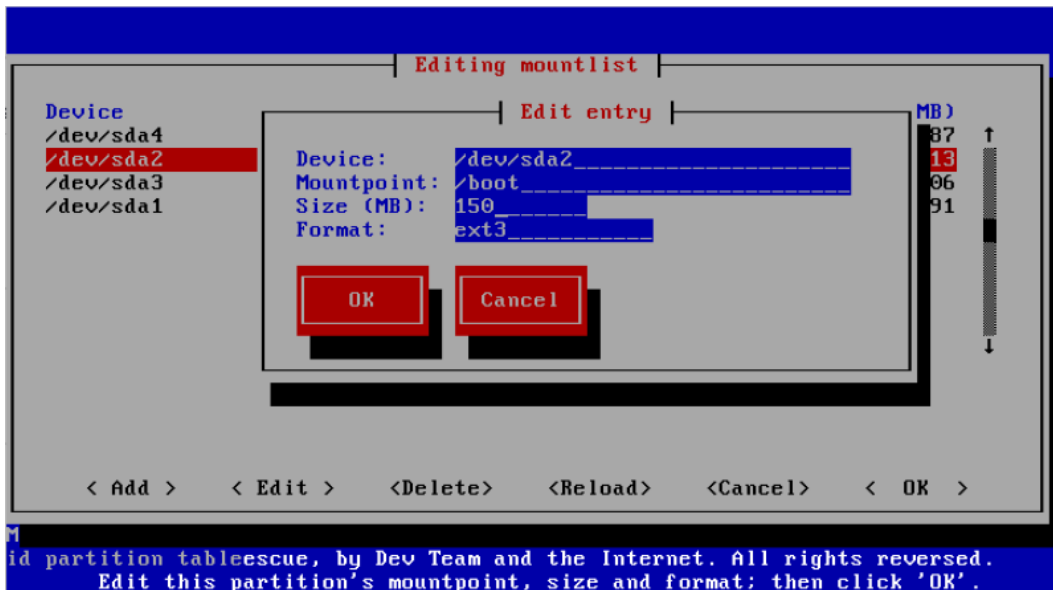 Editing mountlist
Device Edit entry MB)
/dev/sda4 87 ↑
/dev/sda2 Device: /dev/sda2 13
/dev/sda3 Mountpoint: /boot 06
/dev/sda1 Size (MB): 150 91
Format: ext3
OK Cancel
↓
< Add > < Edit > <Delete> <Reload> <Cancel> < OK >
M
id partition tableescue, by Dev Team and the Internet. All rights reversed.
Edit this partition's mountpoint, size and format; then click 'OK'.